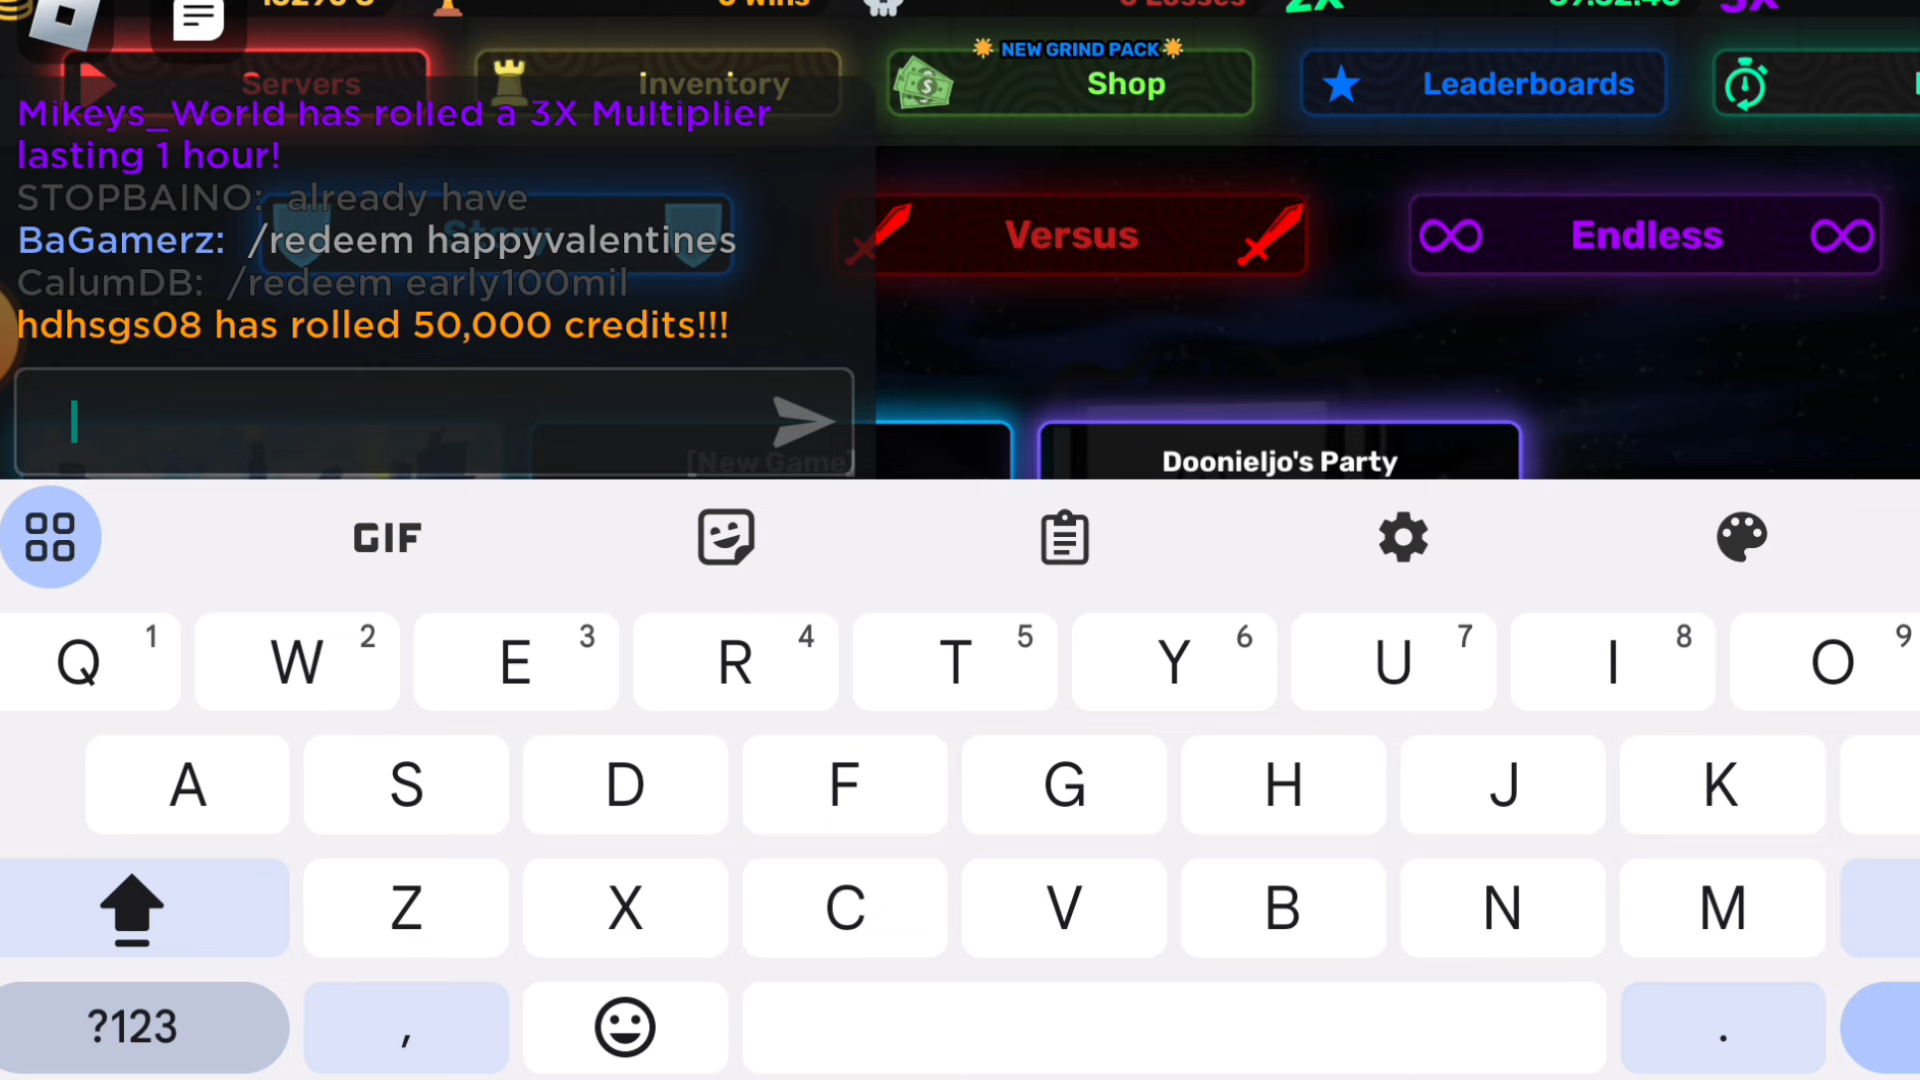 NEW GRIND PACK
Servers
Inventory
Shop
Leaderboards
Mikeys_World has rolled a 3X Multiplier
lasting 1 hour!
STOPBAINO: already have
BaGamerz: /redeem happyvalentines
CalumDB: /redeem early100mil
hdhsgs08 has rolled 50,000 credits!!!
Story
Versus
Endless
[New Game]
Doonieljo's Party
GIF
Q 1 W 2 E 3 R 4 T 5 Y 6 U 7 I 8 O 9
A S D F G H J K
Z X C V B N M
?123 , .